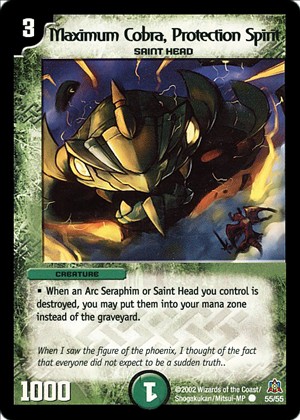 3
Maximum Cobra, Protection Spirit
SAINT HEAD
CREATURE
▪ When an Arc Seraphim or Saint Head you control is
destroyed, you may put them into your mana zone
instead of the graveyard.
When I saw the figure of the phoenix, I thought of the fact
that everyone did not expect to be a sudden truth..
1000
1
©2002 Wizards of the Coast/
Shogakukan/Mitsui-MP
55/55